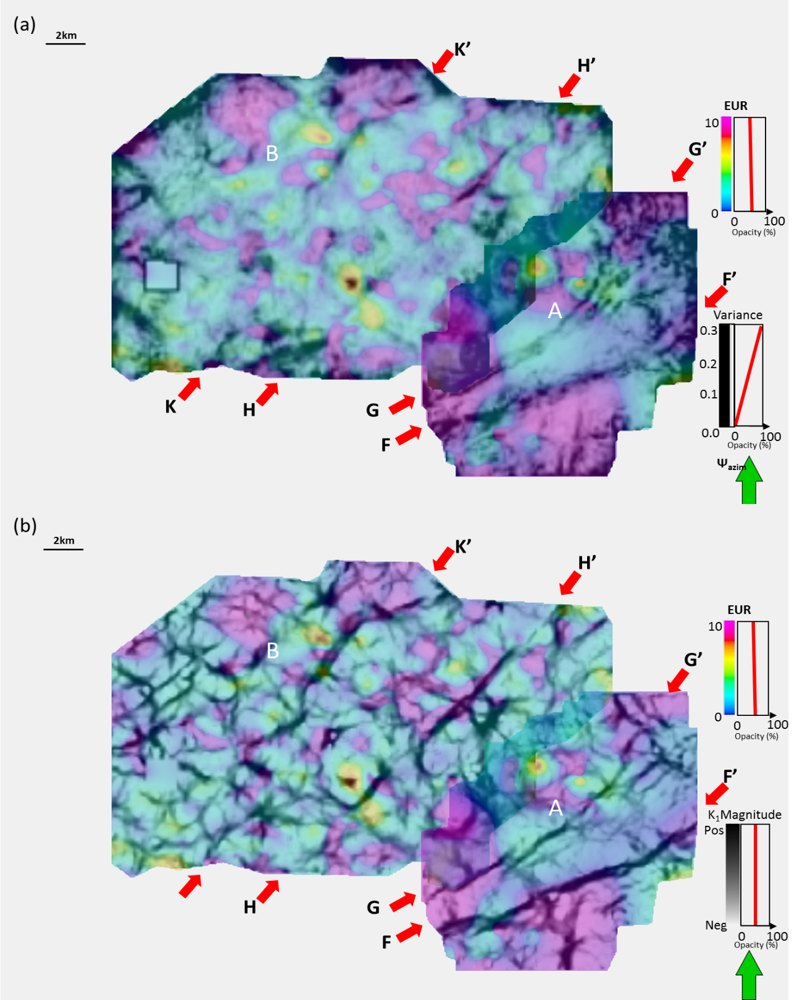 (a)
2km
K’
H’
EUR
10
G’
0
0 100
Opacity (%)
B
F’
A
Variance
0.3
0.2
0.1
0.0
0 100
Opacity (%)
K
H
G
F
Ψazim
(b)
2km
K’
H’
EUR
10
G’
0
0 100
Opacity (%)
B
F’
A
K1Magnitude
Pos
Neg
0 100
Opacity (%)
H
G
F